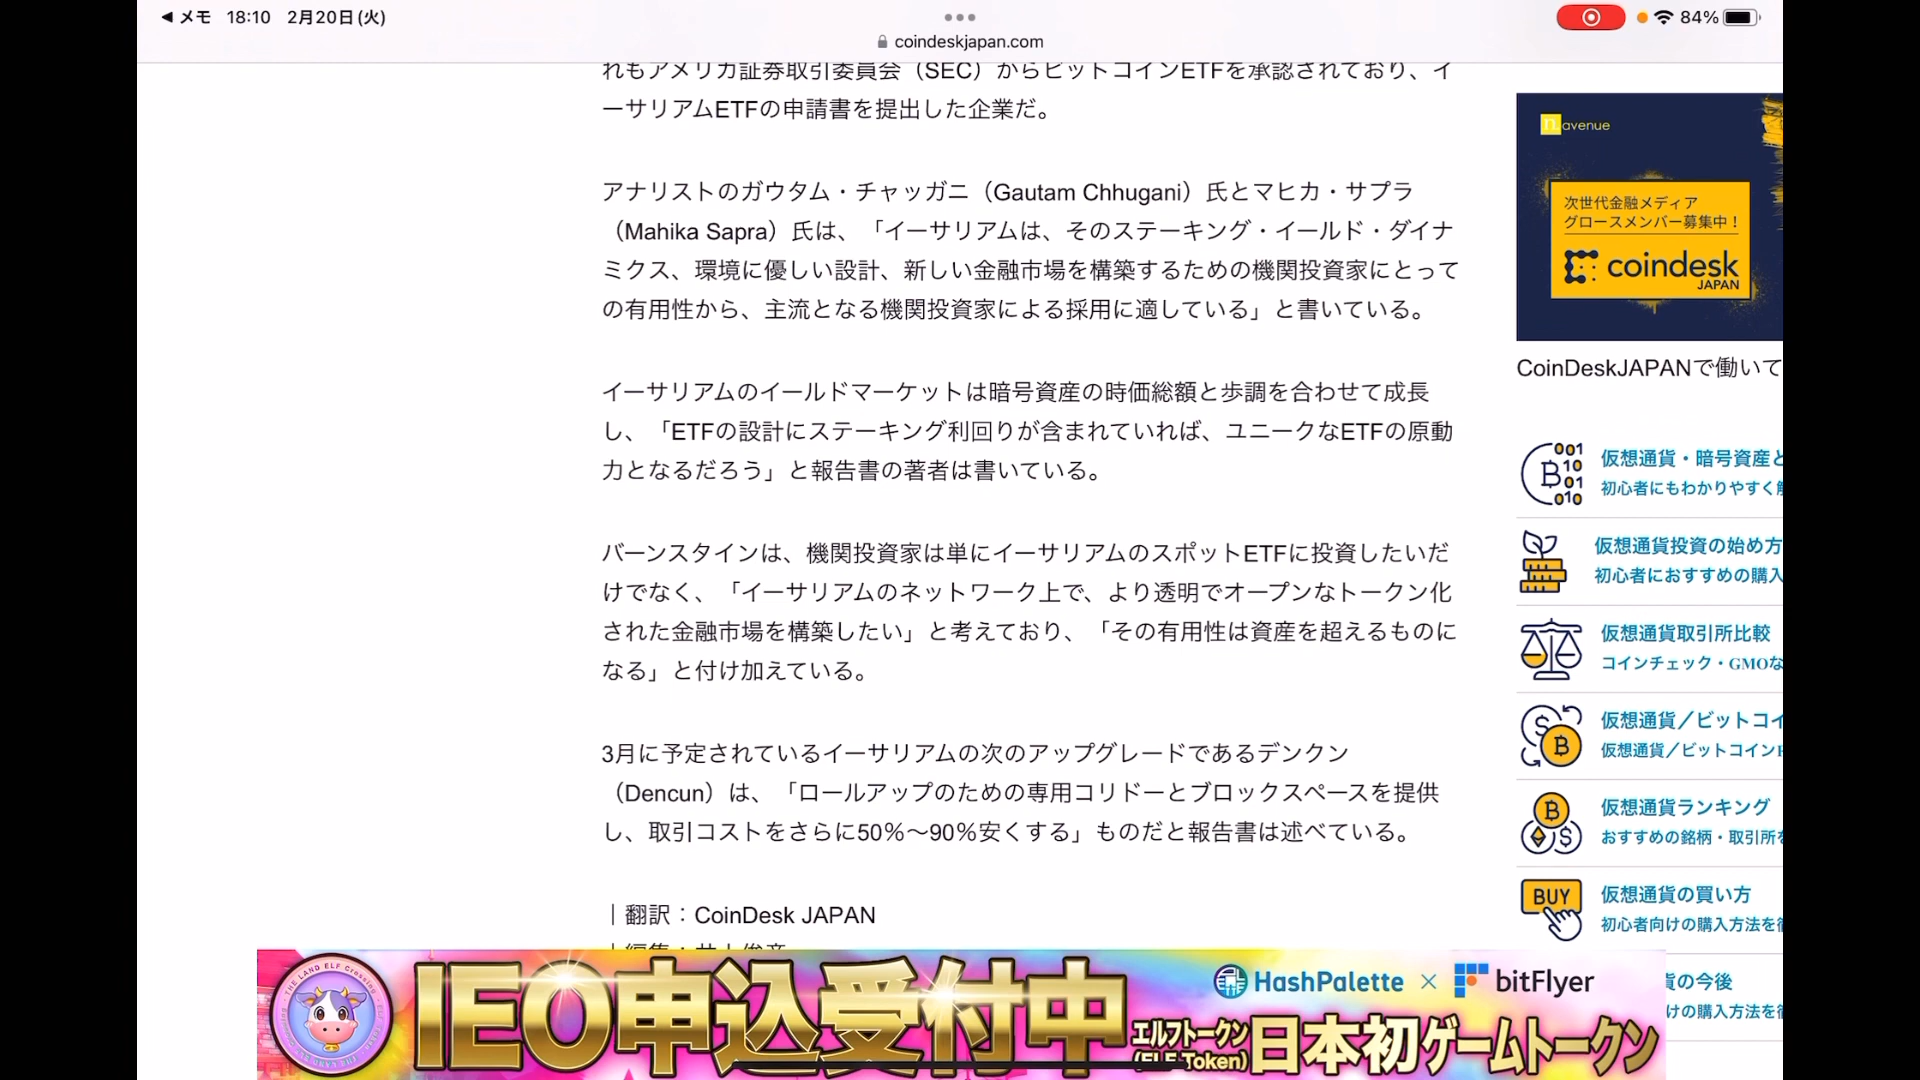 ◀メモ 18:10 2月20日(火)
84%
coindeskjapan.com
れもアメリカ証券取引委員会（SEC）からビットコインETFを承認されており、イ
ーサリアムETFの申請書を提出した企業だ。
アナリストのガウタム・チャッガニ（Gautam Chhugani）氏とマヒカ・サプラ
（Mahika Sapra）氏は、「イーサリアムは、そのステーキング・イールド・ダイナ
ミクス、環境に優しい設計、新しい金融市場を構築するための機関投資家にとって
の有用性から、主流となる機関投資家による採用に適している」と書いている。
イーサリアムのイールドマーケットは暗号資産の時価総額と歩調を合わせて成長
し、「ETFの設計にステーキング利回りが含まれていれば、ユニークなETFの原動
力となるだろう」と報告書の著者は書いている。
バーンスタインは、機関投資家は単にイーサリアムのスポットETFに投資したいだ
けでなく、「イーサリアムのネットワーク上で、より透明でオープンなトークン化
された金融市場を構築したい」と考えており、「その有用性は資産を超えるものに
なる」と付け加えている。
3月に予定されているイーサリアムの次のアップグレードであるデンクン
（Dencun）は、「ロールアップのための専用コリドーとブロックスペースを提供
し、取引コストをさらに50％〜90％安くする」ものだと報告書は述べている。
｜翻訳：CoinDesk JAPAN
n.avenue
次世代金融メディア
グロースメンバー募集中！
coindesk
JAPAN
CoinDeskJAPANで働いて
仮想通貨・暗号資産と
初心者にもわかりやすく
仮想通貨投資の始め方
初心者におすすめの購入
仮想通貨取引所比較
コインチェック・GMOな
仮想通貨／ビットコイ
仮想通貨／ビットコイン
仮想通貨ランキング
おすすめの銘柄・取引所を
BUY
仮想通貨の買い方
初心者向けの購入方法を
貨の今後
けの購入方法を
THE LAND ELF Crossing
IEO申込受付中
HashPalette × bitFlyer
エルフトークン
(ELF Token)
日本初ゲームトークン